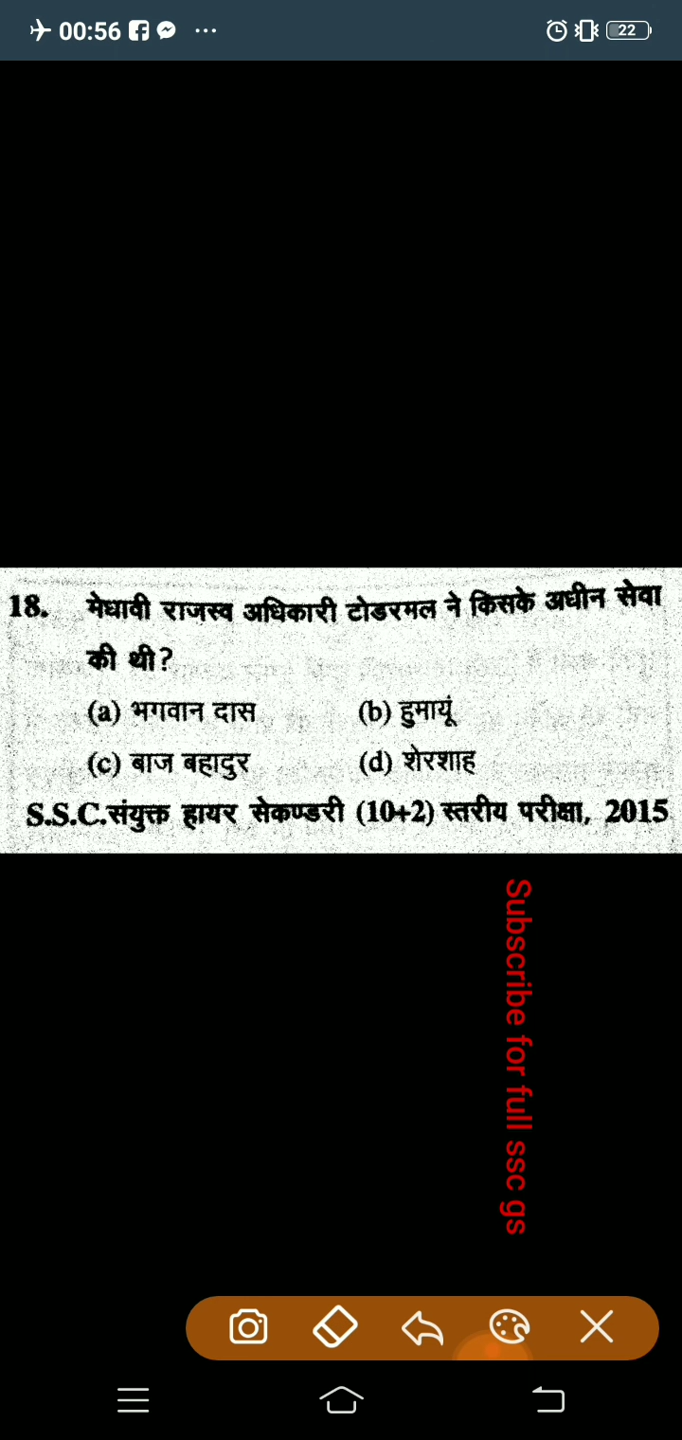 00:56 ... 22
18. मेधावी राजस्व अधिकारी टोडरमल ने किसके अधीन सेवा
की थी?
(a) भगवान दास (b) हुमायूं
(c) बाज बहादुर (d) शेरशाह
S.S.C.संयुक्त हायर सेकण्डरी (10+2) स्तरीय परीक्षा, 2015
Subscribe for full ssc gs